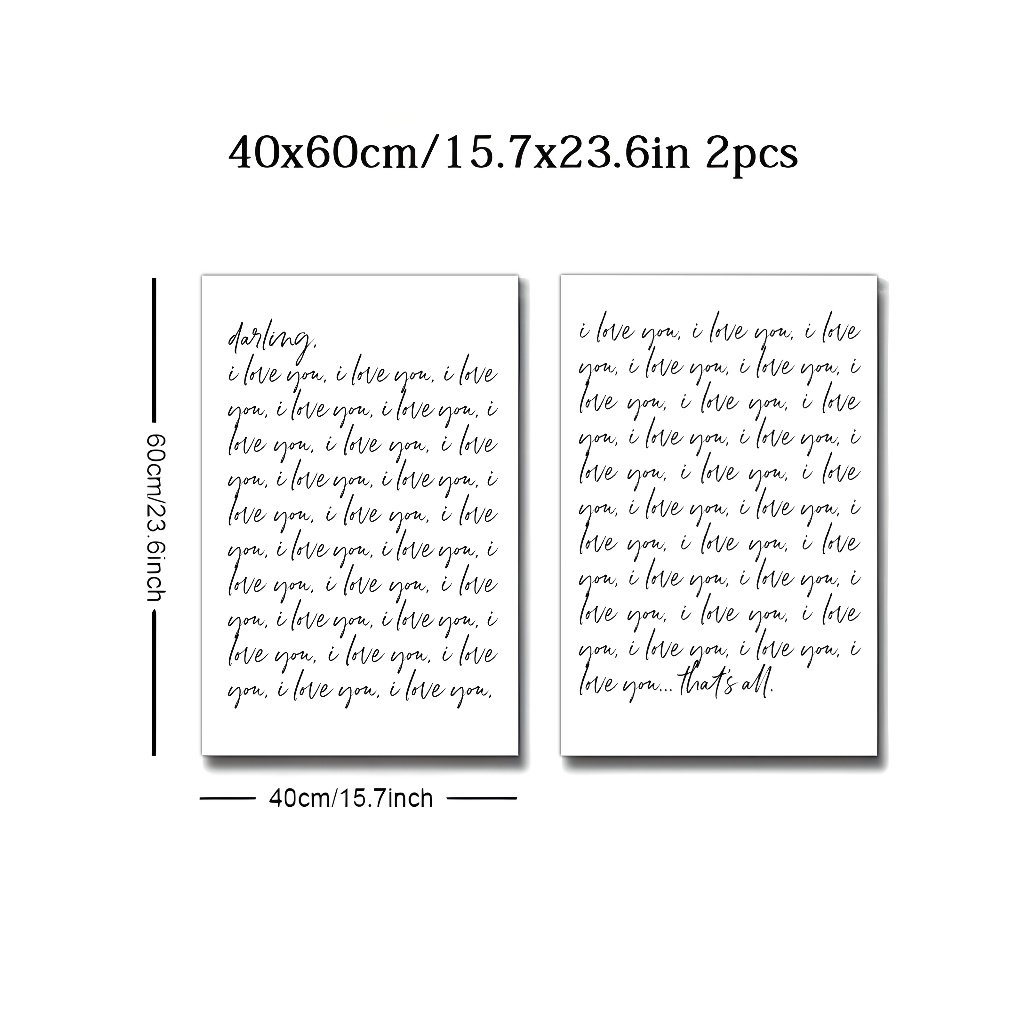 40x60cm/15.7x23.6in 2pcs
60cm/23.6inch
darling,
i love you, i love you, i love
you, i love you, i love you, i
love you, i love you, i love
you, i love you, i love you, i
love you, i love you, i love
you, i love you, i love you, i
love you, i love you, i love
you, i love you, i love you, i
love you, i love you, i love
you, i love you, i love you,
i love you, i love you, i love
you, i love you, i love you, i
love you, i love you, i love
you, i love you, i love you, i
love you, i love you, i love
you, i love you, i love you, i
love you, i love you, i love
you, i love you, i love you, i
love you, i love you, i love
you, i love you, i love you, i
love you... that's all.
40cm/15.7inch